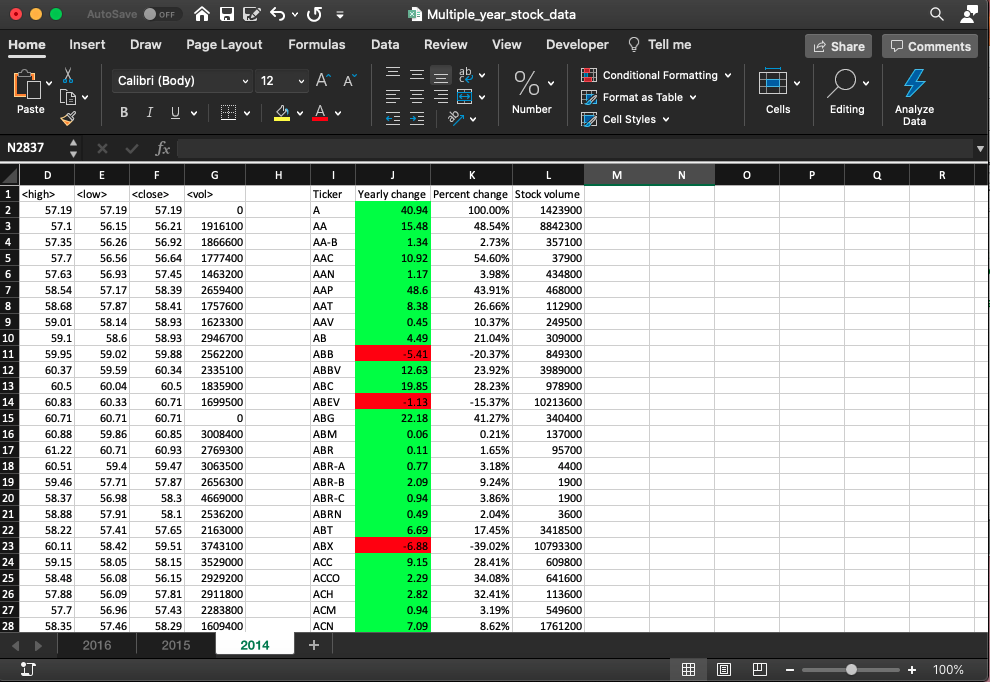 AutoSave OFF Multiple_year_stock_data
Home Insert Draw Page Layout Formulas Data Review View Developer Tell me Share Comments
Paste Calibri (Body) 12 A A ab Number Conditional Formatting Cells Editing Analyze Data
B I U A Format as Table
Cell Styles
N2837 fx
D E F G H I J K L M N O P Q R
1 <high> <low> <close> <vol> Ticker Yearly change Percent change Stock volume
2 57.19 57.19 57.19 0 A 40.94 100.00% 1423900
3 57.1 56.15 56.21 1916100 AA 15.48 48.54% 8842300
4 57.35 56.26 56.92 1866600 AA-B 1.34 2.73% 357100
5 57.7 56.56 56.64 1777400 AAC 10.92 54.60% 37900
6 57.63 56.93 57.45 1463200 AAN 1.17 3.98% 434800
7 58.54 57.17 58.39 2659400 AAP 48.6 43.91% 468000
8 58.68 57.87 58.41 1757600 AAT 8.38 26.66% 112900
9 59.01 58.14 58.93 1623300 AAV 0.45 10.37% 249500
10 59.1 58.6 58.93 2946700 AB 4.49 21.04% 309000
11 59.95 59.02 59.88 2562200 ABB -5.41 -20.37% 849300
12 60.37 59.59 60.34 2335100 ABBV 12.63 23.92% 3989000
13 60.5 60.04 60.5 1835900 ABC 19.85 28.23% 978900
14 60.83 60.33 60.71 1699500 ABEV -1.13 -15.37% 10213600
15 60.71 60.71 60.71 0 ABG 22.18 41.27% 340400
16 60.88 59.86 60.85 3008400 ABM 0.06 0.21% 137000
17 61.22 60.71 60.93 2769300 ABR 0.11 1.65% 95700
18 60.51 59.4 59.47 3063500 ABR-A 0.77 3.18% 4400
19 59.46 57.71 57.87 2656300 ABR-B 2.09 9.24% 1900
20 58.37 56.98 58.3 4669000 ABR-C 0.94 3.86% 1900
21 58.88 57.91 58.1 2536200 ABRN 0.49 2.04% 3600
22 58.22 57.41 57.65 2163000 ABT 6.69 17.45% 3418500
23 60.11 58.42 59.51 3743100 ABX -6.88 -39.02% 10793300
24 59.15 58.05 58.15 3529000 ACC 9.15 28.41% 609800
25 58.48 56.08 56.15 2929200 ACCO 2.29 34.08% 641600
26 57.88 56.09 57.81 2911800 ACH 2.82 32.41% 113600
27 57.7 56.96 57.43 2283800 ACM 0.94 3.19% 549600
28 58.35 57.46 58.29 1609400 ACN 7.09 8.62% 1761200
2016 2015 2014 +
100%